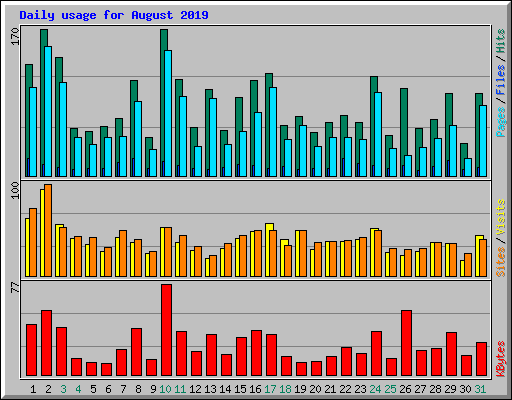 Daily usage for August 2019
170
Pages/Files/Hits
100
Sites/Visits
77
KBytes
1 2 3 4 5 6 7 8 9 10 11 12 13 14 15 16 17 18 19 20 21 22 23 24 25 26 27 28 29 30 31